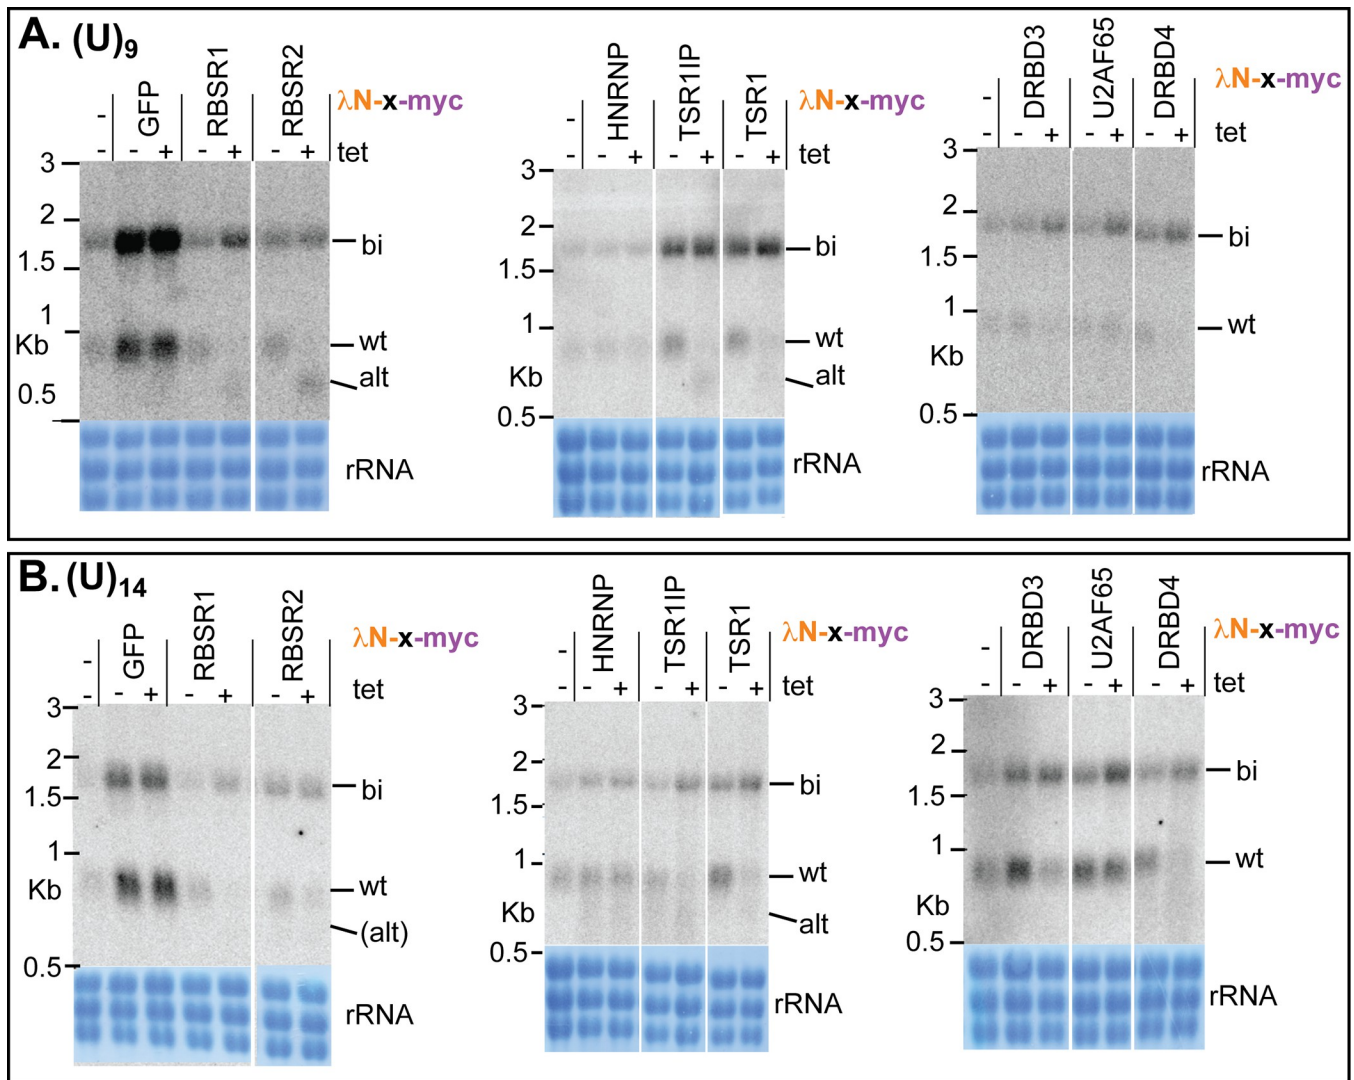 A. (U)9
GFP RBSR1 RBSR2
λN-x-myc
-
- - + - + - + tet
3
2
1.5
1
Kb
0.5
bi
wt
alt
rRNA
HNRNP TSR1IP TSR1
λN-x-myc
-
- - + - + - + tet
3
2
1.5
1
Kb
0.5
bi
wt
alt
rRNA
DRBD3 U2AF65 DRBD4
λN-x-myc
-
- - + - + - + tet
3
2
1.5
1
Kb
0.5
bi
wt
rRNA
B. (U)14
GFP RBSR1 RBSR2
λN-x-myc
-
- - + - + - + tet
3
2
1.5
1
Kb
0.5
bi
wt
(alt)
rRNA
HNRNP TSR1IP TSR1
λN-x-myc
-
- - + - + - + tet
3
2
1.5
1
Kb
0.5
bi
wt
alt
rRNA
DRBD3 U2AF65 DRBD4
λN-x-myc
-
- - + - + - + tet
3
2
1.5
1
Kb
0.5
bi
wt
rRNA